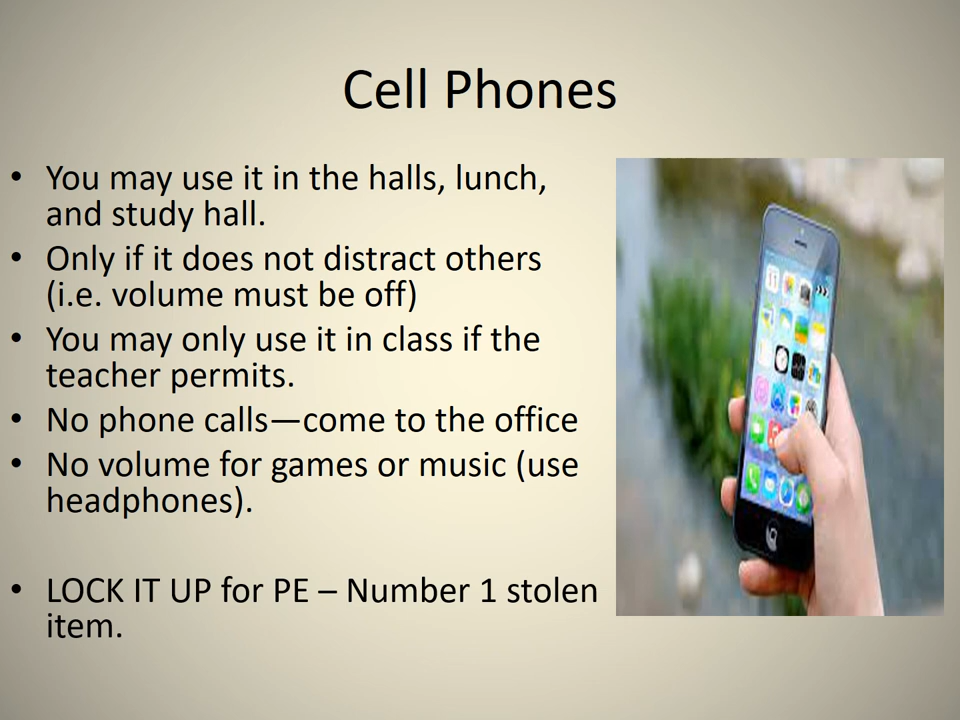 Cell Phones
• You may use it in the halls, lunch,
and study hall.
• Only if it does not distract others
(i.e. volume must be off)
• You may only use it in class if the
teacher permits.
• No phone calls—come to the office
• No volume for games or music (use
headphones).
• LOCK IT UP for PE – Number 1 stolen
item.